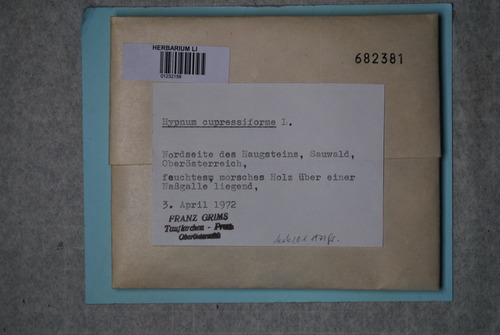 HERBARIUM LI
01232159
682381
Hypnum cupressiforme L.
Nordseite des Haugsteins, Sauwald,
Oberösterreich,
feuchtes, morsches Holz über einer
Naßgalle liegend,
3. April 1972
FRANZ GRIMS
Taufkirchen - Pram
Oberösterreich